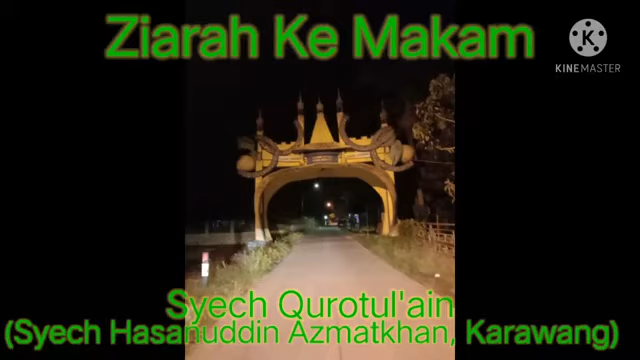 Ziarah Ke Makam
KINEMASTER
Syech Qurotul'ain
(Syech Hasanuddin Azmatkhan, Karawang)